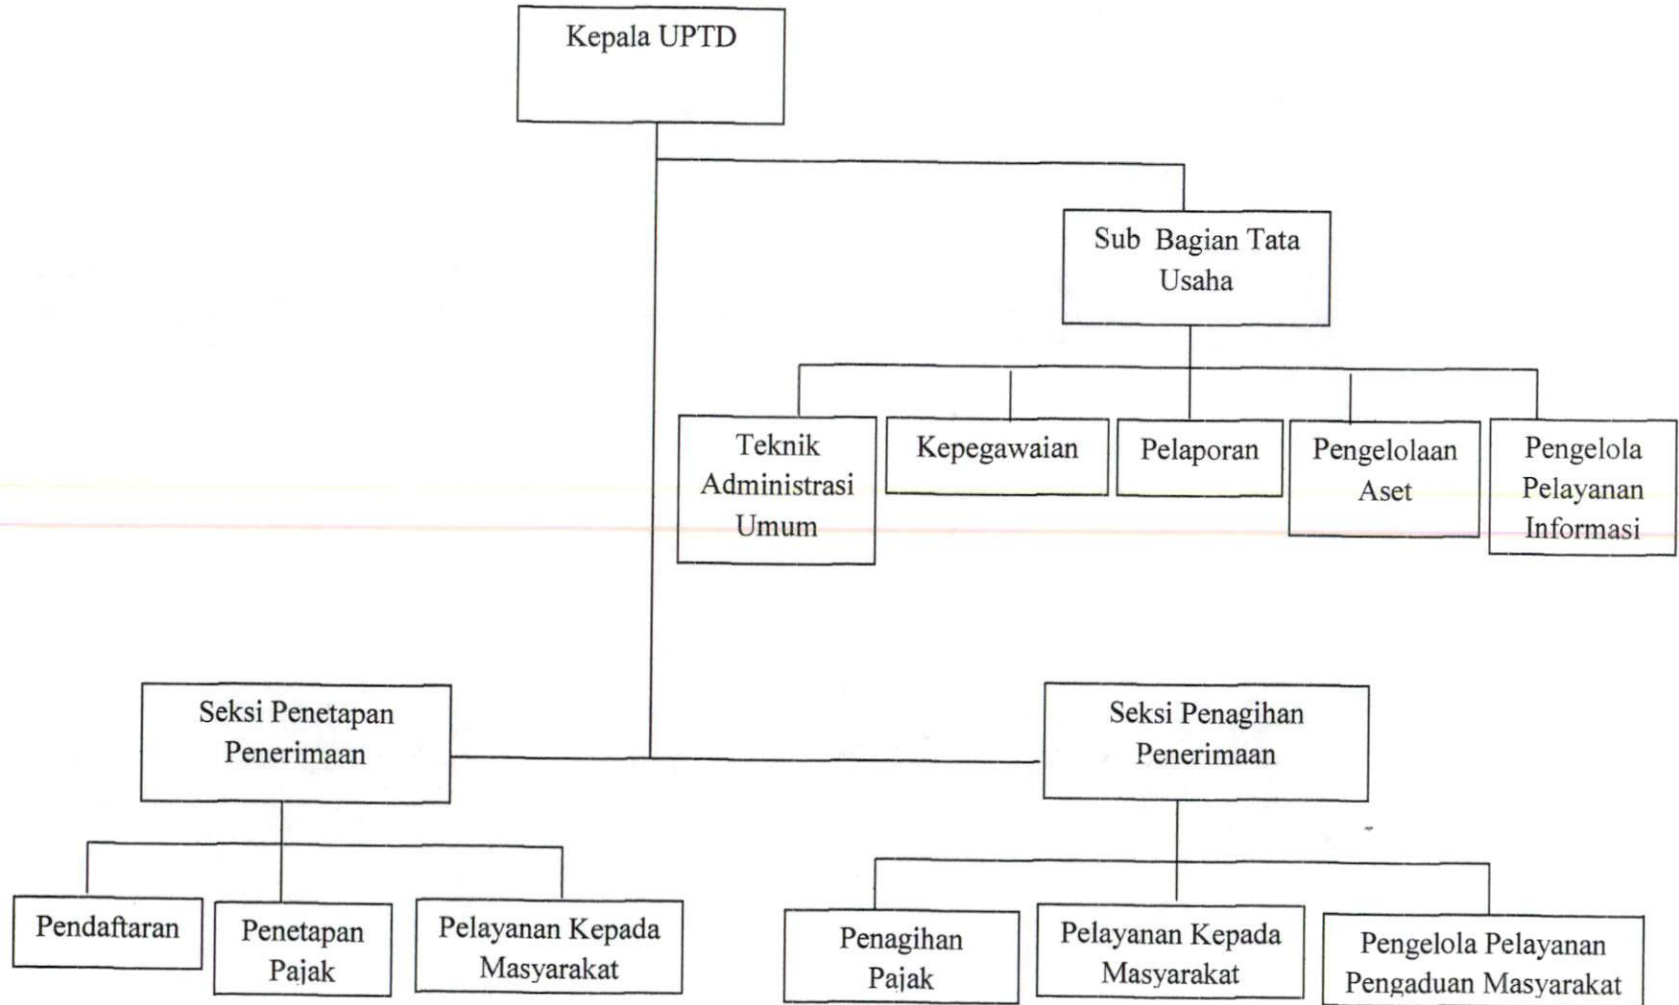 Kepala UPTD
Sub Bagian Tata
Usaha
Teknik
Administrasi
Umum
Kepegawaian
Pelaporan
Pengelolaan
Aset
Pengelola
Pelayanan
Informasi
Seksi Penetapan
Penerimaan
Seksi Penagihan
Penerimaan
Pendaftaran
Penetapan
Pajak
Pelayanan Kepada
Masyarakat
Penagihan
Pajak
Pelayanan Kepada
Masyarakat
Pengelola Pelayanan
Pengaduan Masyarakat